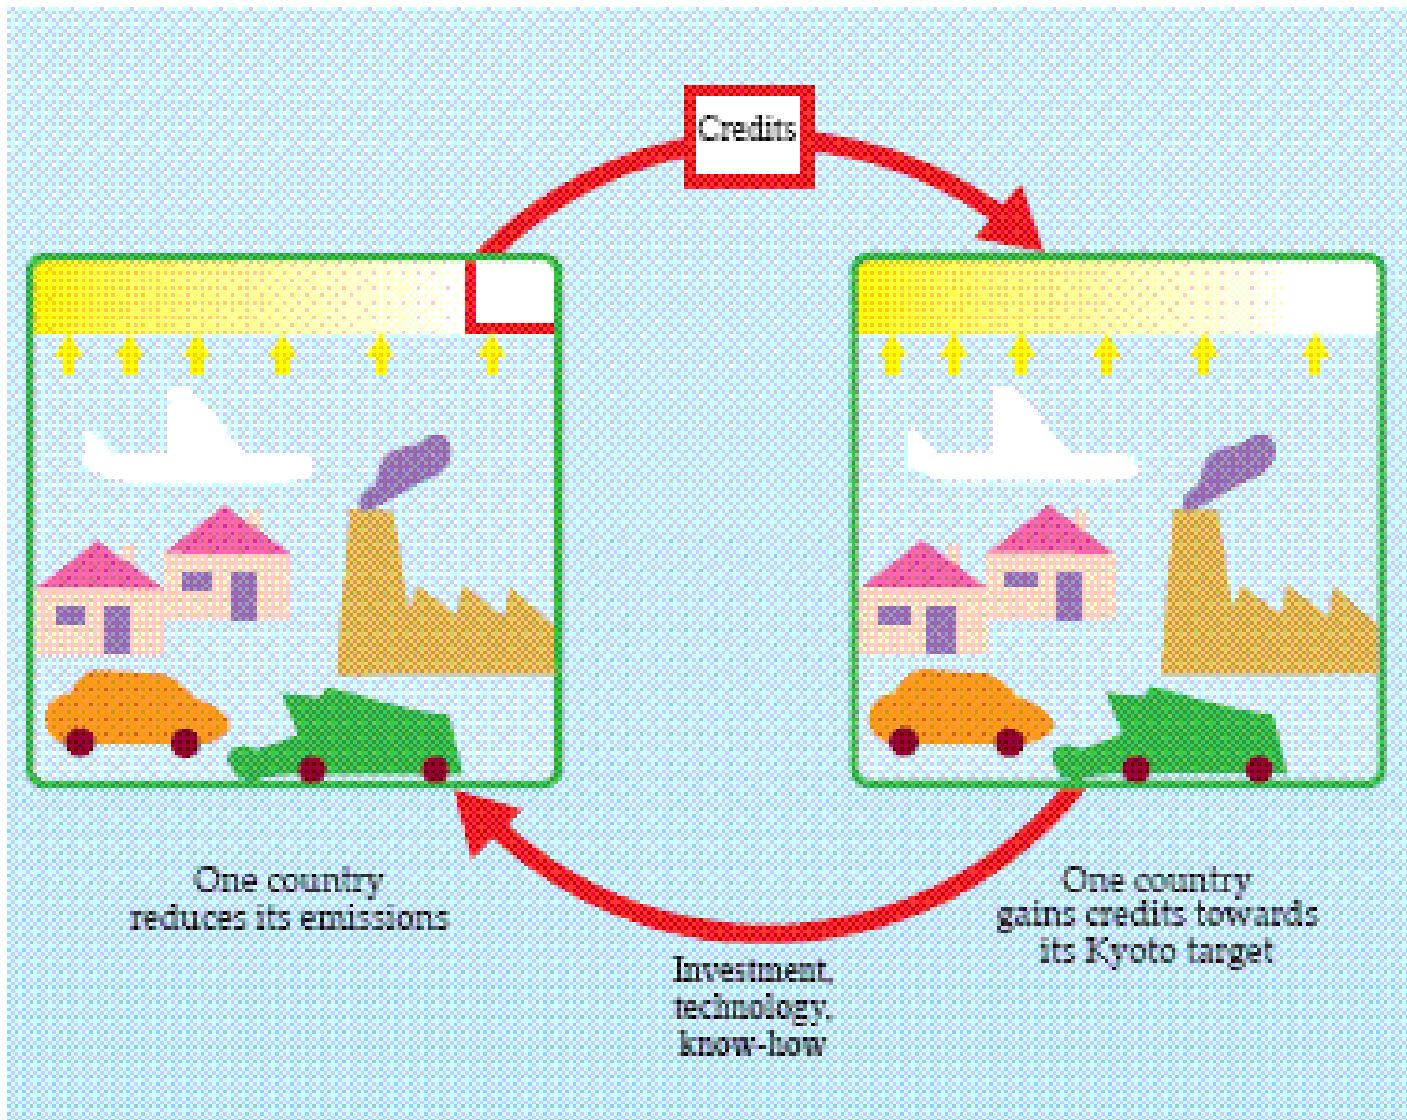 Credits
One country
reduces its emissions
One country
gains credits towards
its Kyoto target
Investment,
technology,
know-how